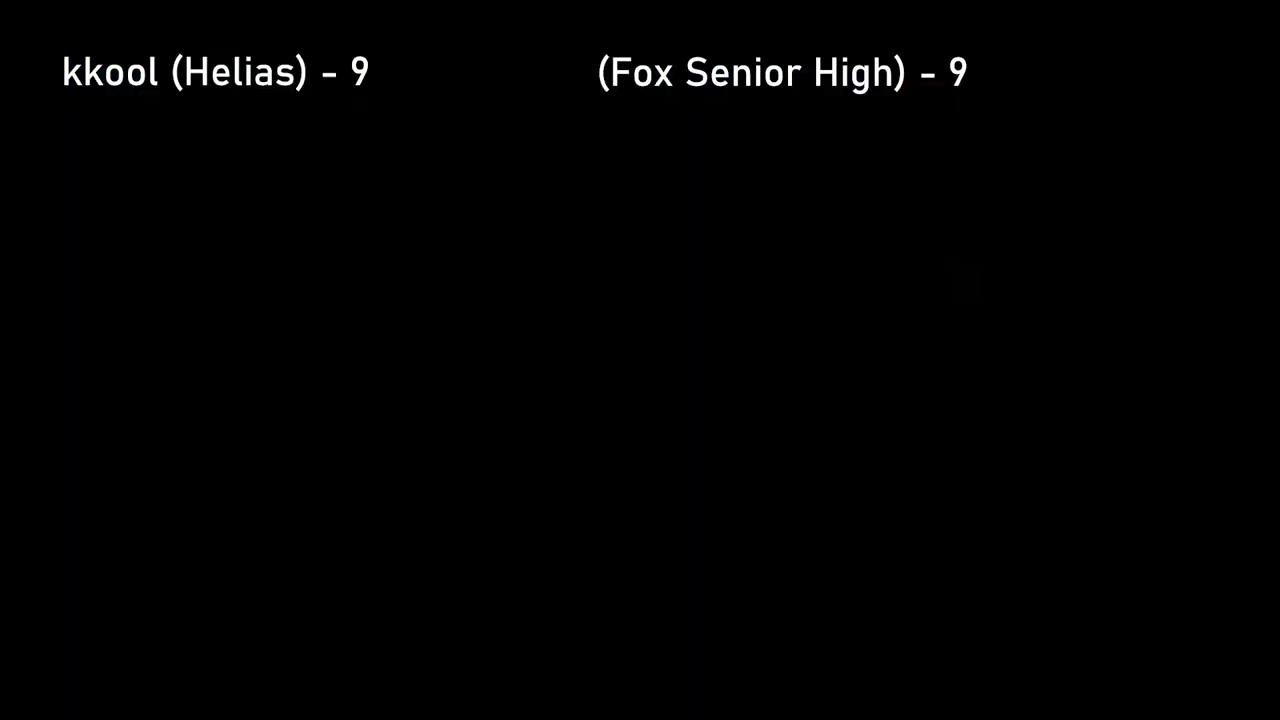 kkool (Helias) - 9
(Fox Senior High) - 9